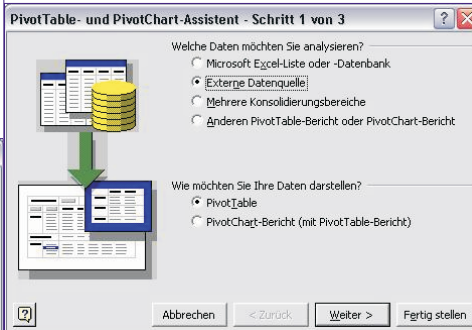 PivotTable- und PivotChart-Assistent - Schritt 1 von 3
Welche Daten möchten Sie analysieren?
Microsoft Excel-Liste oder -Datenbank
Externe Datenquelle
Mehrere Konsolidierungsbereiche
Anderen PivotTable-Bericht oder PivotChart-Bericht
Wie möchten Sie Ihre Daten darstellen?
PivotTable
PivotChart-Bericht (mit PivotTable-Bericht)
Abbrechen < Zurück Weiter > Fertig stellen